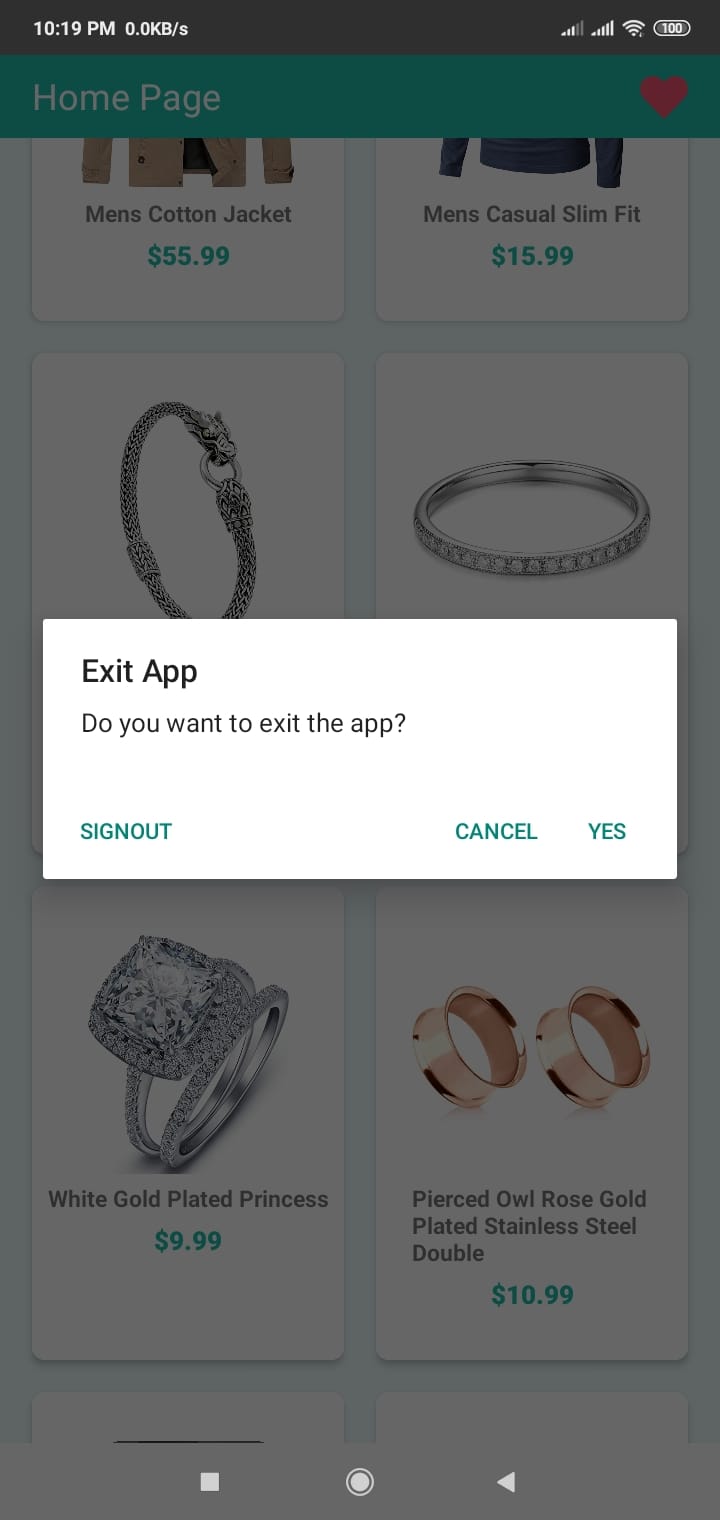 10:19 PM 0.0KB/s
100
Home Page
Mens Cotton Jacket
$55.99
Mens Casual Slim Fit
$15.99
Exit App
Do you want to exit the app?
SIGNOUT
CANCEL
YES
White Gold Plated Princess
$9.99
Pierced Owl Rose Gold
Plated Stainless Steel
Double
$10.99